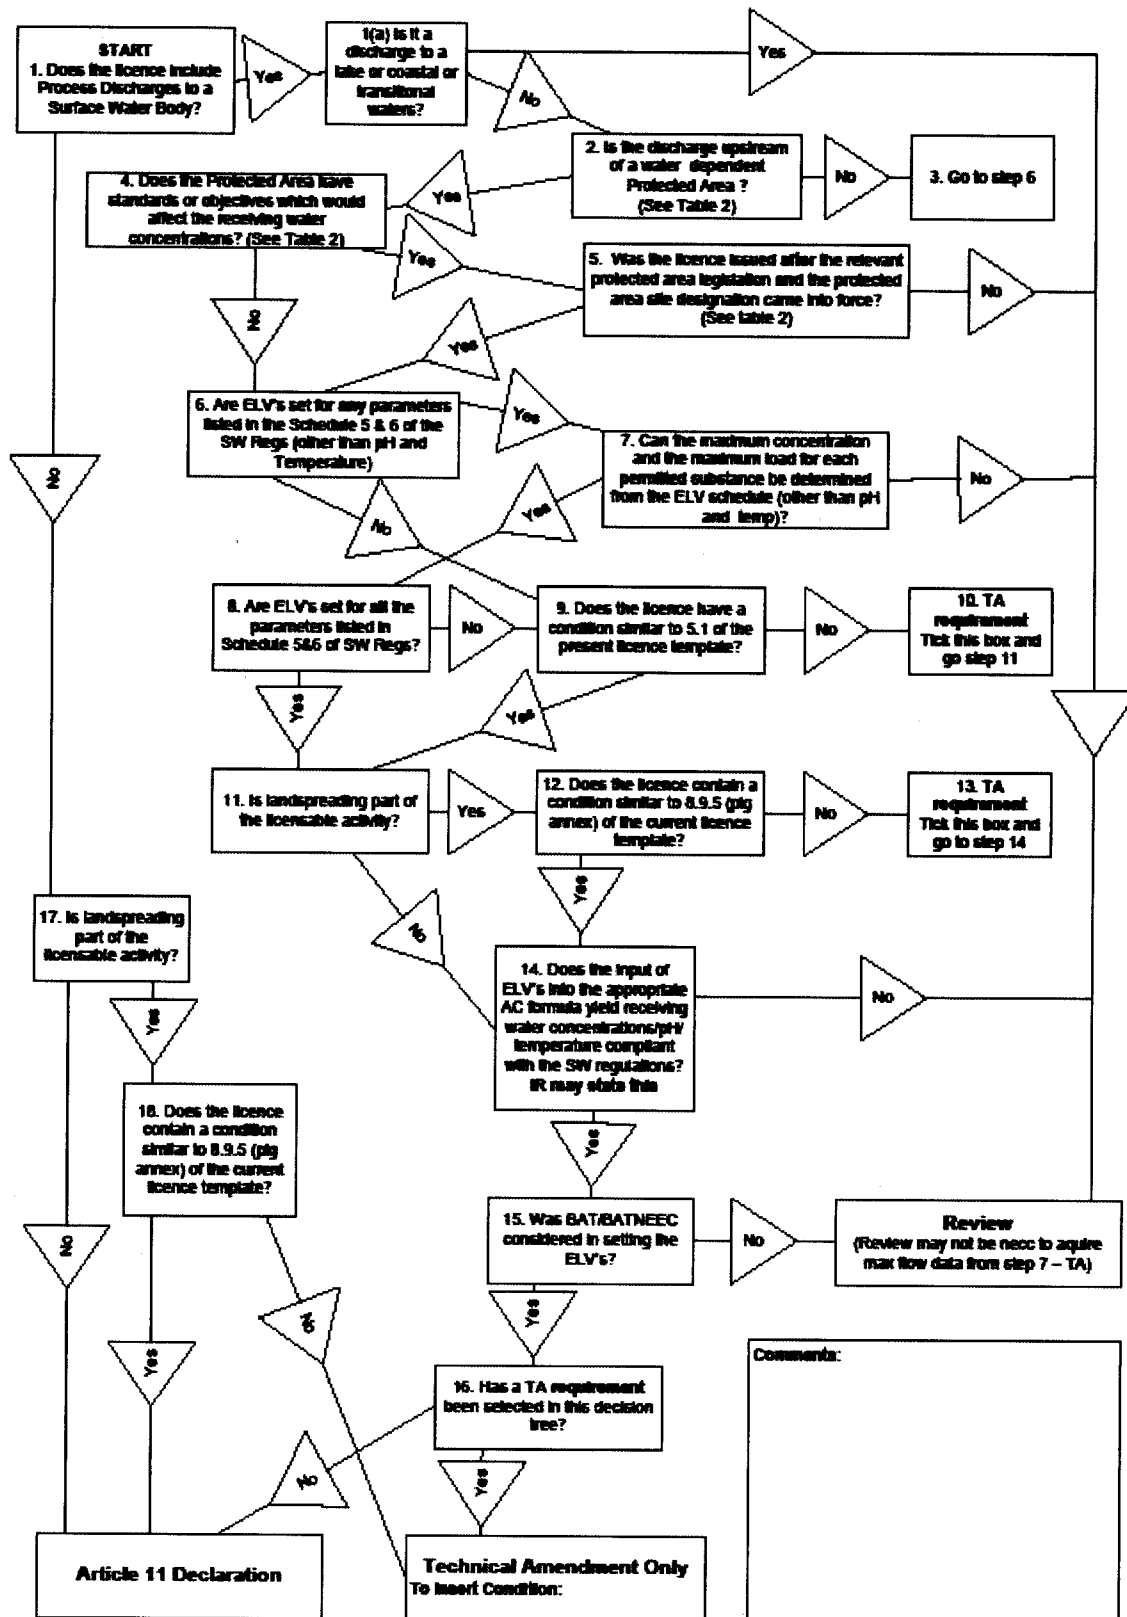 START
1. Does the licence include
Process Discharges to a
Surface Water Body?
Yes
1(a) Is it a
discharge to a
lake or coastal or
transitional
waters?
Yes
No
2. Is the discharge upstream
of a water dependent
Protected Area ?
(See Table 2)
No
3. Go to step 6
Yes
4. Does the Protected Area have
standards or objectives which would
affect the receiving water
concentrations? (See Table 2)
Yes
No
5. Was the licence issued after the relevant
protected area legislation and the protected
area site designation came into force?
(See table 2)
No
Yes
6. Are ELV's set for any parameters
listed in the Schedule 5 & 6 of the
SW Regs (other than pH and
Temperature)
Yes
No
7. Can the maximum concentration
and the maximum load for each
permitted substance be determined
from the ELV schedule (other than pH
and temp)?
No
Yes
No
8. Are ELV's set for all the
parameters listed in
Schedule 5&6 of SW Regs?
No
9. Does the licence have a
condition similar to 5.1 of the
present licence template?
No
10. TA
requirement
Tick this box and
go step 11
Yes
Yes
11. Is landspreading part of
the licensable activity?
Yes
12. Does the licence contain a
condition similar to 8.9.5 (pig
annex) of the current licence
template?
No
13. TA
requirement
Tick this box and
go to step 14
Yes
No
14. Does the input of
ELV's into the appropriate
AC formula yield receiving
water concentrations/pH/
temperature compliant
with the SW regulations?
IR may state this
No
17. Is landspreading
part of the
licensable activity?
Yes
No
18. Does the licence
contain a condition
similar to 8.9.5 (pig
annex) of the current
licence template?
Yes
No
Yes
15. Was BAT/BATNEEC
considered in setting the
ELV's?
No
Review
(Review may not be necc to aquire
max flow data from step 7 – TA)
Yes
16. Has a TA requirement
been selected in this decision
tree?
No
Yes
Comments:
Article 11 Declaration
Technical Amendment Only
To Insert Condition: